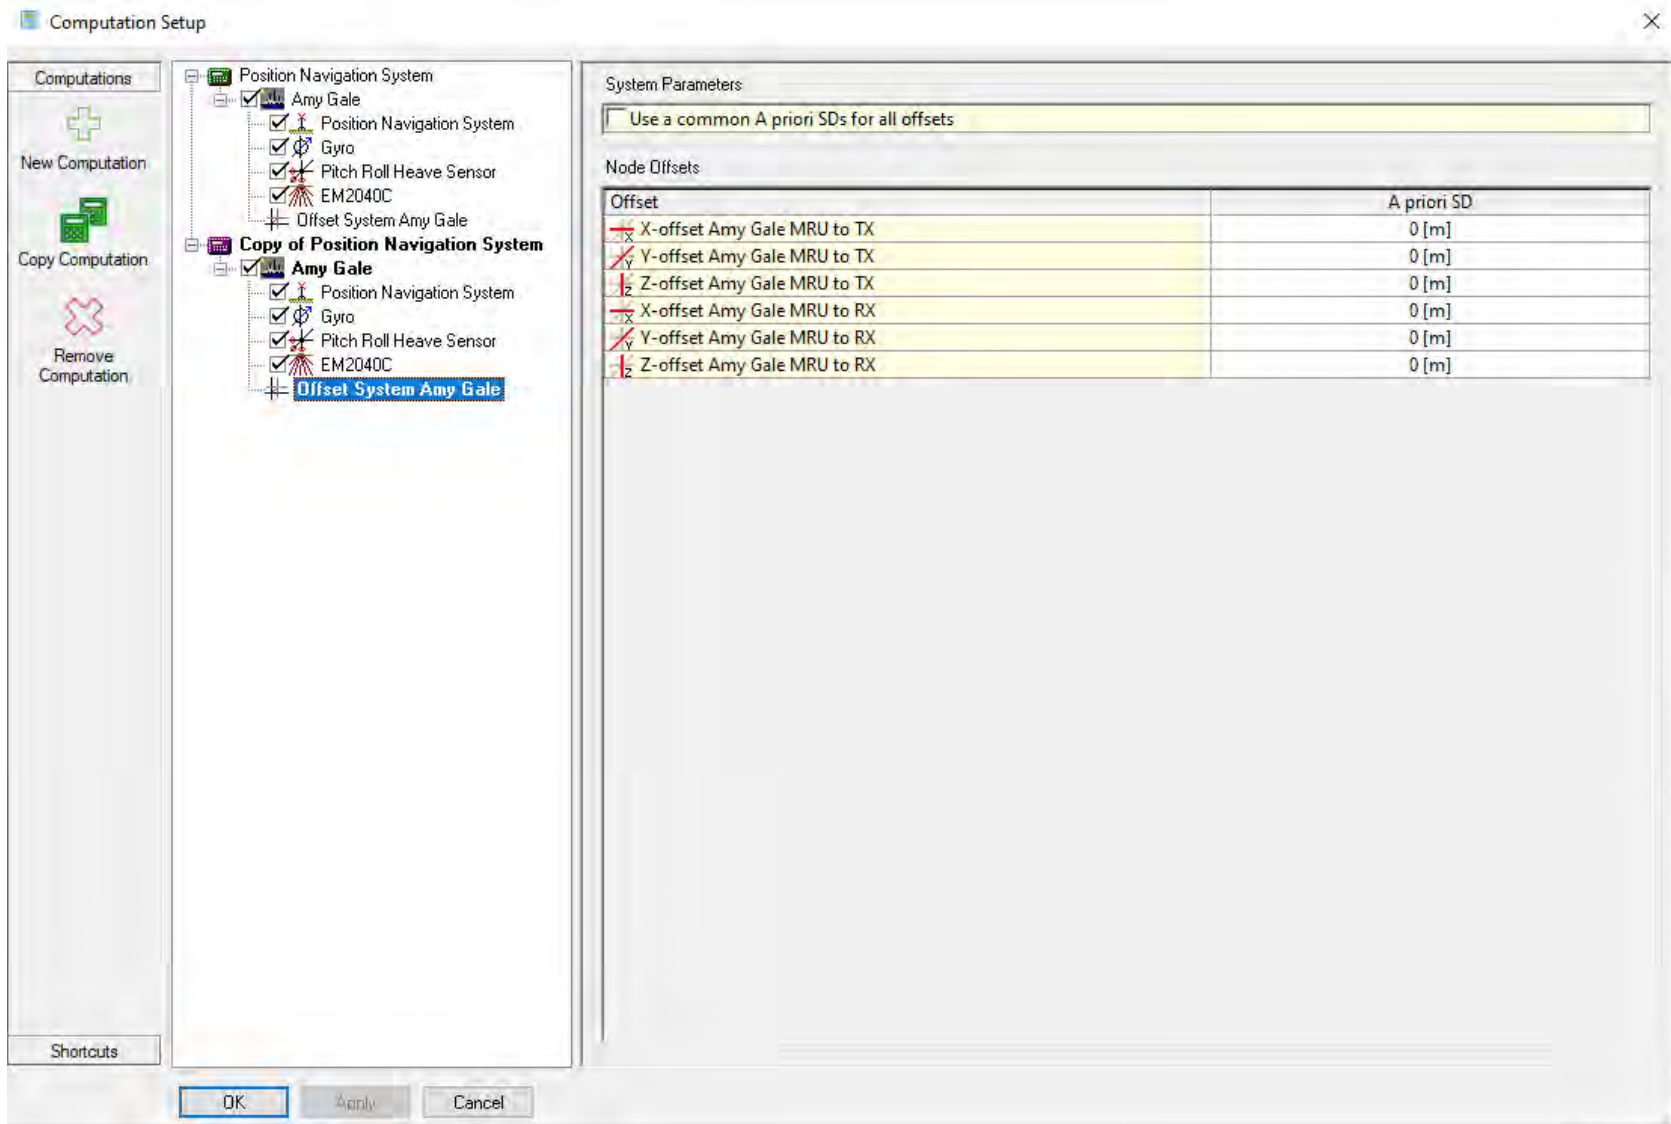 Computation Setup
Computations
New Computation
Copy Computation
Remove
Computation
Shortcuts
Position Navigation System
Amy Gale
Position Navigation System
Gyro
Pitch Roll Heave Sensor
EM2040C
Offset System Amy Gale
Copy of Position Navigation System
Amy Gale
Position Navigation System
Gyro
Pitch Roll Heave Sensor
EM2040C
Offset System Amy Gale
System Parameters
Use a common A priori SDs for all offsets
Node Offsets
Offset A priori SD
X-offset Amy Gale MRU to TX 0 [m]
Y-offset Amy Gale MRU to TX 0 [m]
Z-offset Amy Gale MRU to TX 0 [m]
X-offset Amy Gale MRU to RX 0 [m]
Y-offset Amy Gale MRU to RX 0 [m]
Z-offset Amy Gale MRU to RX 0 [m]
OK Apply Cancel